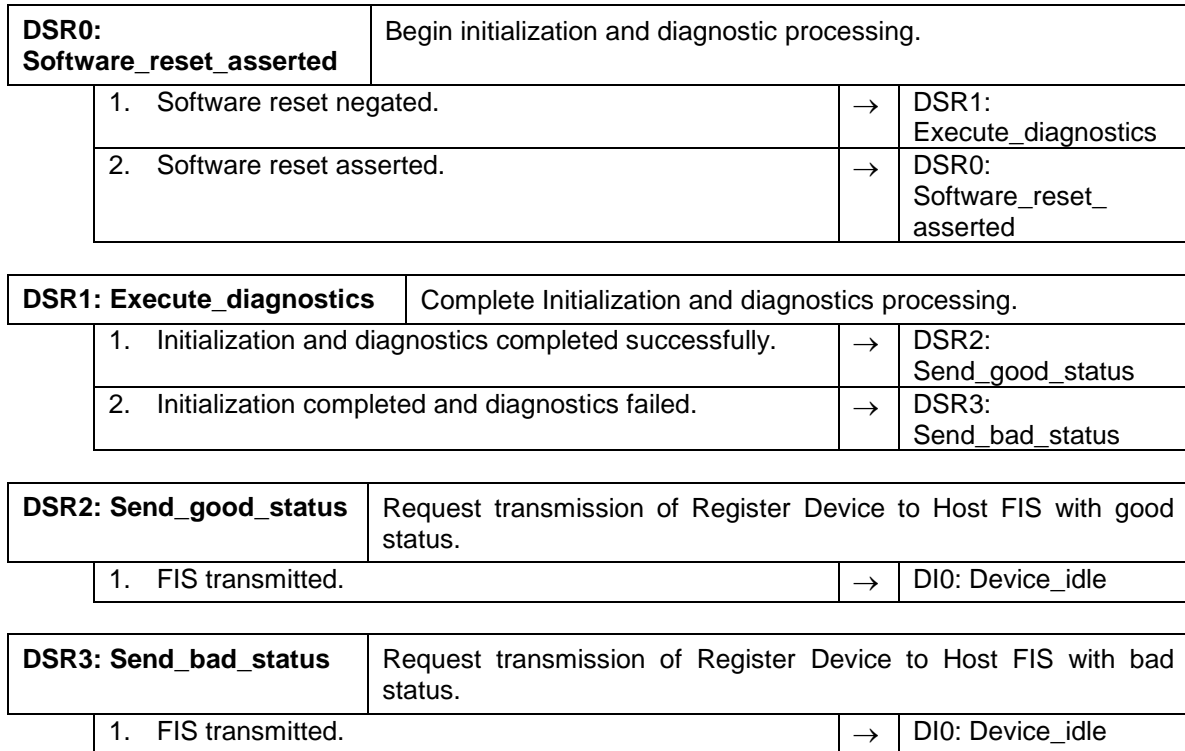 DSR0: Begin initialization and diagnostic processing.
Software_reset_asserted
1. Software reset negated. → DSR1:
Execute_diagnostics
2. Software reset asserted. → DSR0:
Software_reset_
asserted
DSR1: Execute_diagnostics Complete Initialization and diagnostics processing.
1. Initialization and diagnostics completed successfully. → DSR2:
Send_good_status
2. Initialization completed and diagnostics failed. → DSR3:
Send_bad_status
DSR2: Send_good_status Request transmission of Register Device to Host FIS with good
status.
1. FIS transmitted. → DI0: Device_idle
DSR3: Send_bad_status Request transmission of Register Device to Host FIS with bad
status.
1. FIS transmitted. → DI0: Device_idle